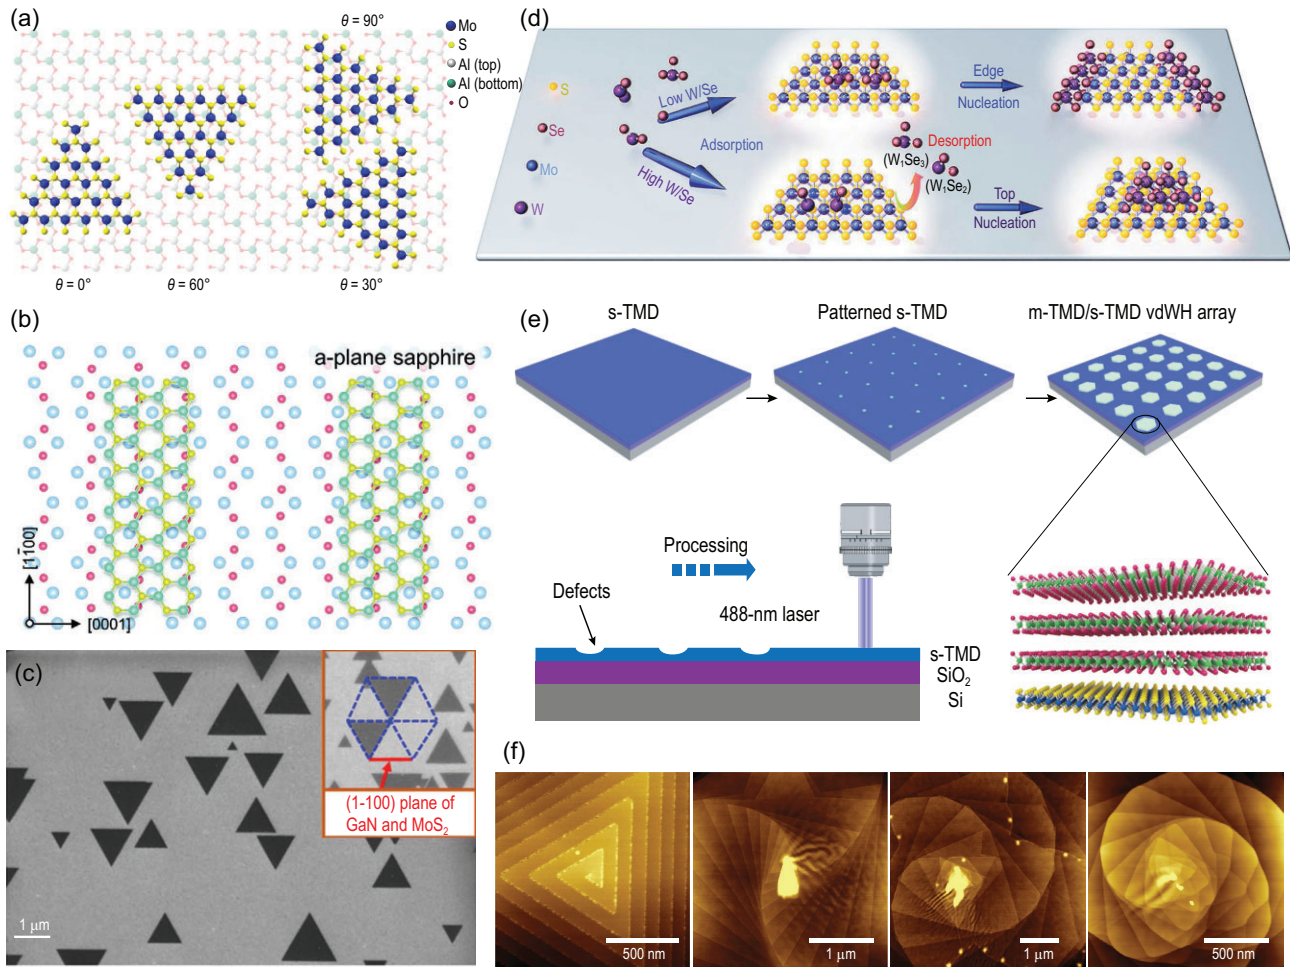 (a)
θ = 90°
Mo
S
Al (top)
Al (bottom)
O
θ = 0°
θ = 60°
θ = 30°
(b)
a-plane sapphire
[11̄00]
[0001]
(c)
(1-100) plane of
GaN and MoS₂
1 μm
(d)
S
Se
Mo
W
Low W/Se
Adsorption
High W/Se
Edge
Nucleation
Desorption
(W₁Se₃)
(W₁Se₂)
Top
Nucleation
(e)
s-TMD
Patterned s-TMD
m-TMD/s-TMD vdWH array
Processing
Defects
488-nm laser
s-TMD
SiO₂
Si
(f)
500 nm
1 μm
1 μm
500 nm